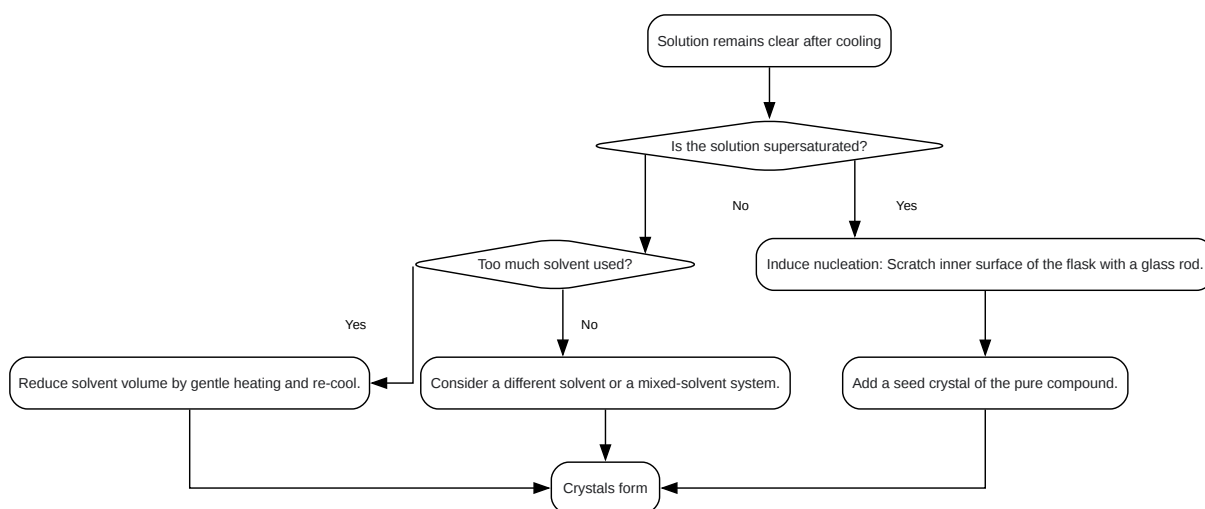 Solution remains clear after cooling
Is the solution supersaturated?
No
Yes
Too much solvent used?
Induce nucleation: Scratch inner surface of the flask with a glass rod.
Yes
No
Reduce solvent volume by gentle heating and re-cool.
Consider a different solvent or a mixed-solvent system.
Add a seed crystal of the pure compound.
Crystals form